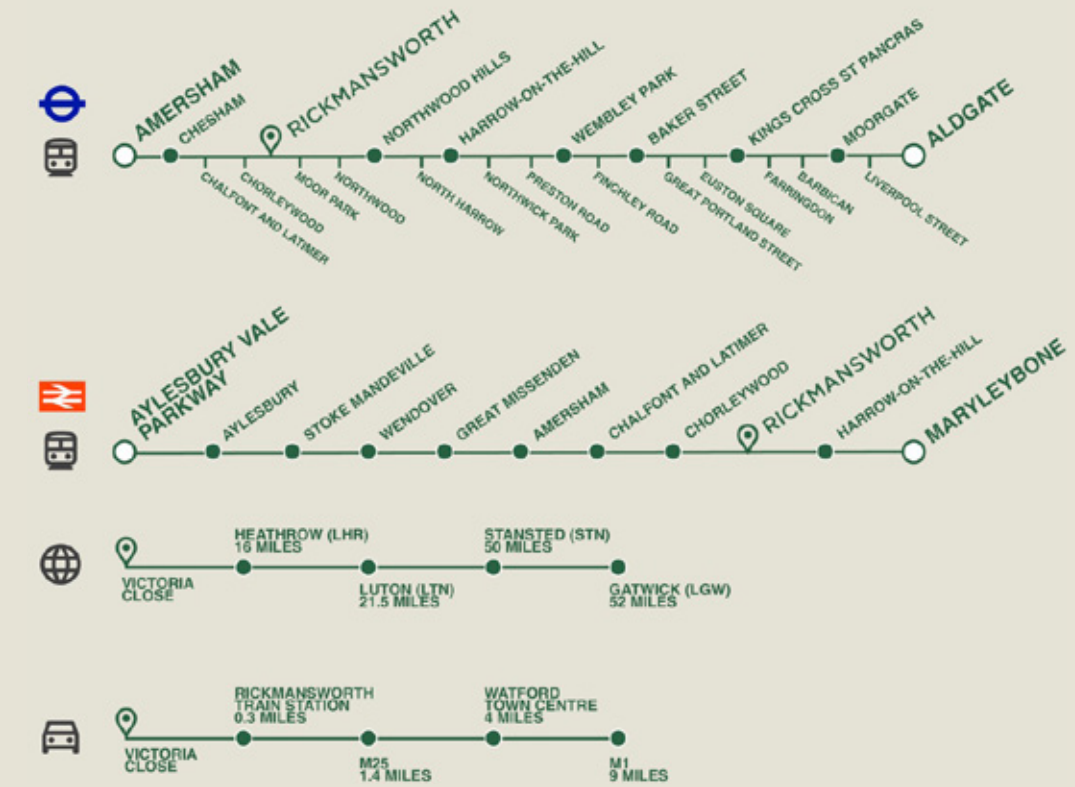 AMERSHAM
CHESHAM
CHALFONT AND LATIMER
CHORLEYWOOD
RICKMANSWORTH
MOOR PARK
NORTHWOOD
NORTHWOOD HILLS
NORTH HARROW
HARROW-ON-THE-HILL
NORTHWICK PARK
PRESTON ROAD
WEMBLEY PARK
FINCHLEY ROAD
BAKER STREET
GREAT PORTLAND STREET
EUSTON SQUARE
KINGS CROSS ST PANCRAS
FARRINGDON
BARBICAN
MOORGATE
LIVERPOOL STREET
ALDGATE
AYLESBURY VALE
PARKWAY
AYLESBURY
STOKE MANDEVILLE
WENDOVER
GREAT MISSENDEN
AMERSHAM
CHALFONT AND LATIMER
CHORLEYWOOD
RICKMANSWORTH
HARROW-ON-THE-HILL
MARYLEYBONE
VICTORIA
CLOSE
HEATHROW (LHR)
16 MILES
LUTON (LTN)
21.5 MILES
STANSTED (STN)
50 MILES
GATWICK (LGW)
52 MILES
VICTORIA
CLOSE
RICKMANSWORTH
TRAIN STATION
0.3 MILES
M25
1.4 MILES
WATFORD
TOWN CENTRE
4 MILES
M1
9 MILES